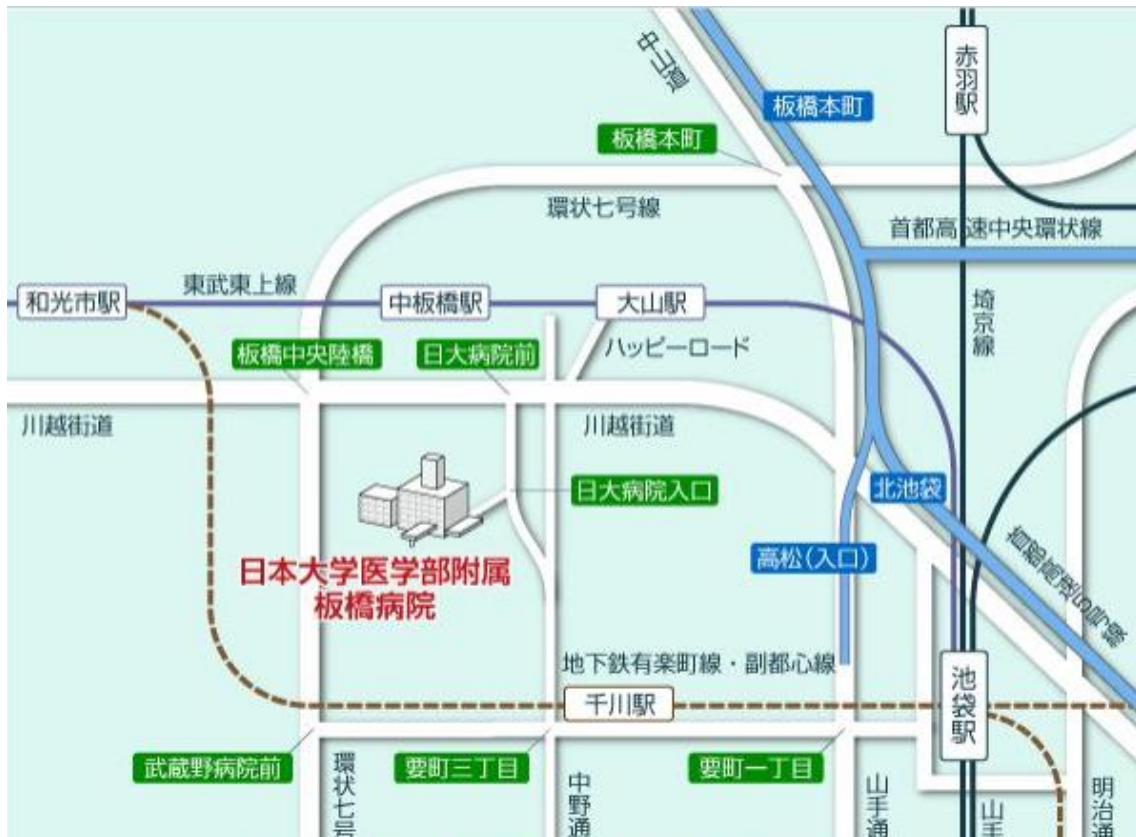 中山道
赤羽駅
板橋本町
板橋本町
環状七号線
首都高速中央環状線
和光市駅
東武東上線
中板橋駅
大山駅
埼京線
板橋中央陸橋
日大病院前
ハッピーロード
川越街道
川越街道
日大病院入口
北池袋
日本大学医学部附属
板橋病院
高松(入口)
首都高速5号線
地下鉄有楽町線・副都心線
千川駅
池袋駅
武蔵野病院前
要町三丁目
要町一丁目
環状七号
中野通
山手通
山手
明治通